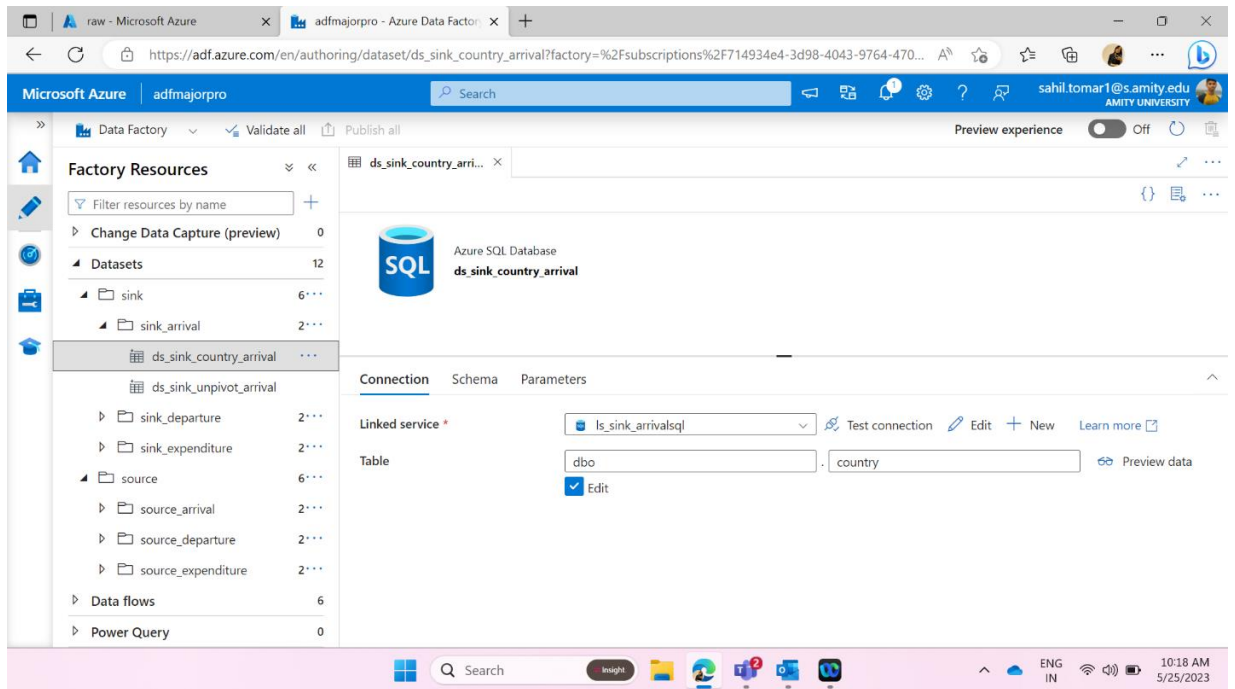 raw - Microsoft Azure
adfmajorpro - Azure Data Factory
https://adf.azure.com/en/authoring/dataset/ds_sink_country_arrival?factory=%2Fsubscriptions%2F714934e4-3d98-4043-9764-470...
Microsoft Azure adfmajorpro
Search
1
sahil.tomar1@s.amity.edu
AMITY UNIVERSITY
Data Factory Validate all Publish all
Preview experience Off
Factory Resources
ds_sink_country_arri...
Filter resources by name
Change Data Capture (preview) 0
Datasets 12
sink 6
sink_arrival 2
ds_sink_country_arrival
ds_sink_unpivot_arrival
sink_departure 2
sink_expenditure 2
source 6
source_arrival 2
source_departure 2
source_expenditure 2
Data flows 6
Power Query 0
SQL
Azure SQL Database
ds_sink_country_arrival
Connection Schema Parameters
Linked service * ls_sink_arrivalsql Test connection Edit New Learn more
Table dbo . country Preview data
Edit
Search
Insight
2
ENG
IN
10:18 AM
5/25/2023